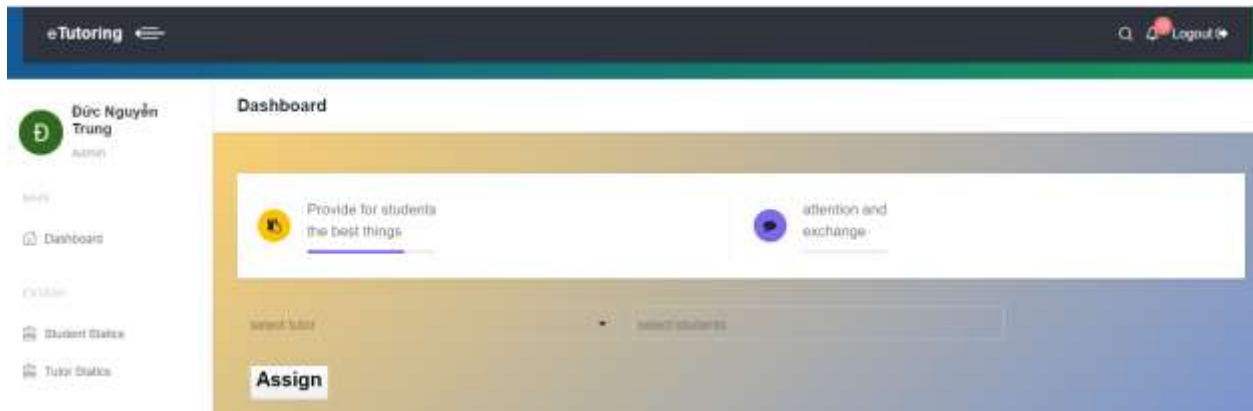 eTutoring
Logout
Đức Nguyễn
Trung
Admin
Dashboard
MAIN
Dashboard
Student Statics
Tutor Statics
Provide for students
the best things
attention and
exchange
select tutor
select students
Assign